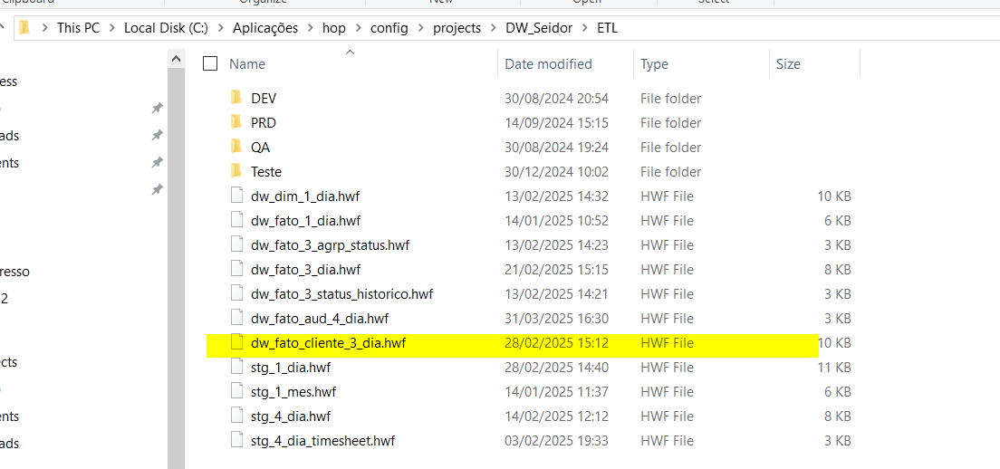 Organize New Open Select
This PC > Local Disk (C:) > Aplicações > hop > config > projects > DW_Seidor > ETL
Name Date modified Type Size
ess
ads
ents
resso
2
ects
ents
ads
DEV 30/08/2024 20:54 File folder
PRD 14/09/2024 15:15 File folder
QA 30/08/2024 19:24 File folder
Teste 30/12/2024 10:02 File folder
dw_dim_1_dia.hwf 13/02/2025 14:32 HWF File 10 KB
dw_fato_1_dia.hwf 14/01/2025 10:52 HWF File 6 KB
dw_fato_3_agrp_status.hwf 13/02/2025 14:23 HWF File 3 KB
dw_fato_3_dia.hwf 21/02/2025 15:15 HWF File 8 KB
dw_fato_3_status_historico.hwf 13/02/2025 14:21 HWF File 3 KB
dw_fato_aud_4_dia.hwf 31/03/2025 16:30 HWF File 3 KB
dw_fato_cliente_3_dia.hwf 28/02/2025 15:12 HWF File 10 KB
stg_1_dia.hwf 28/02/2025 14:40 HWF File 11 KB
stg_1_mes.hwf 14/01/2025 11:37 HWF File 6 KB
stg_4_dia.hwf 14/02/2025 12:12 HWF File 8 KB
stg_4_dia_timesheet.hwf 03/02/2025 19:33 HWF File 3 KB